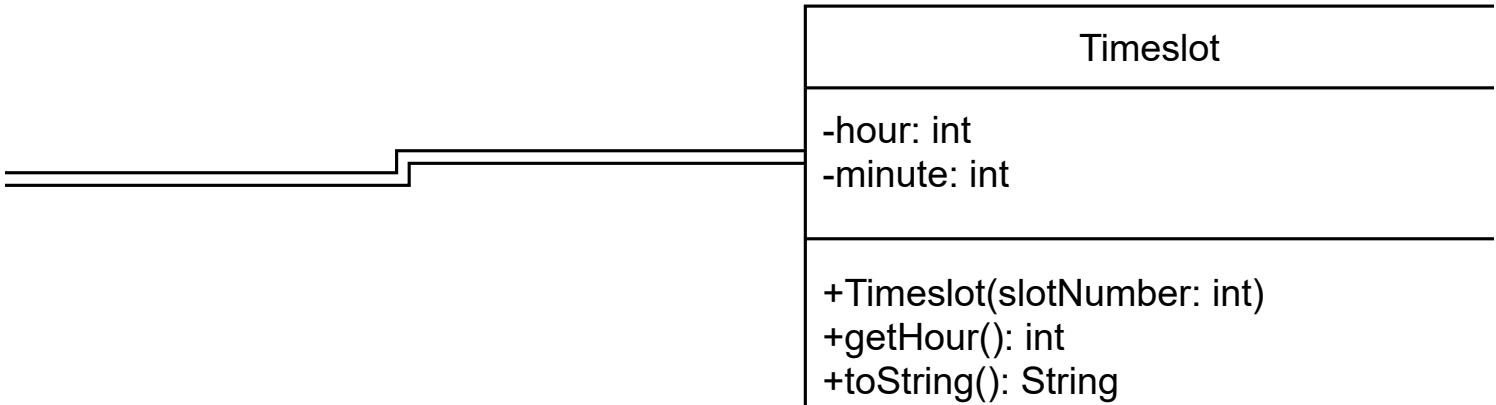 Timeslot
-hour: int
-minute: int
+Timeslot(slotNumber: int)
+getHour(): int
+toString(): String